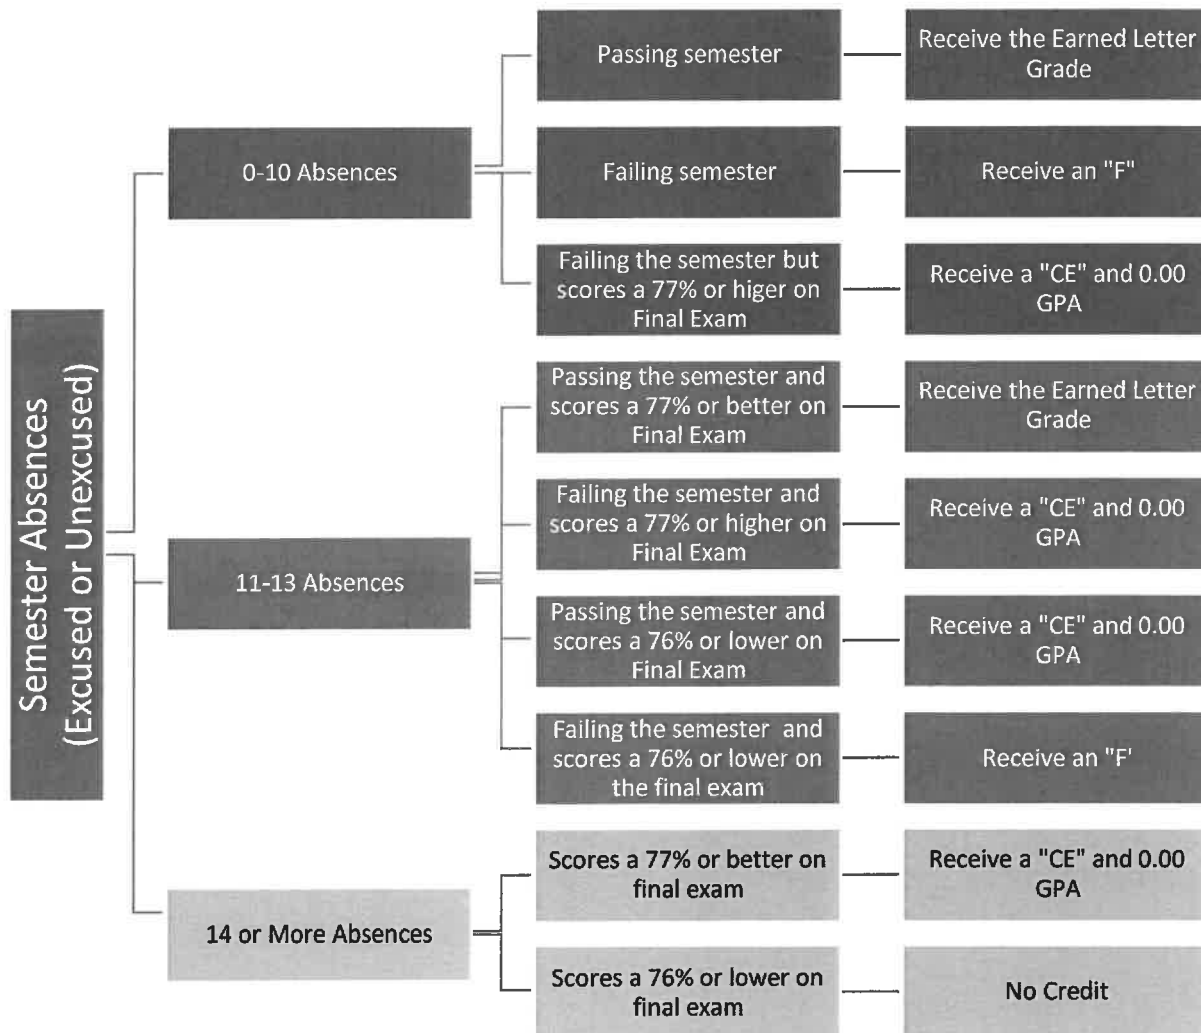 Semester Absences
(Excused or Unexcused)
0-10 Absences
Passing semester
Receive the Earned Letter
Grade
Failing semester
Receive an "F"
Failing the semester but
scores a 77% or higer on
Final Exam
Receive a "CE" and 0.00
GPA
11-13 Absences
Passing the semester and
scores a 77% or better on
Final Exam
Receive the Earned Letter
Grade
Failing the semester and
scores a 77% or higher on
Final Exam
Receive a "CE" and 0.00
GPA
Passing the semester and
scores a 76% or lower on
Final Exam
Receive a "CE" and 0.00
GPA
Failing the semester and
scores a 76% or lower on
the final exam
Receive an "F'
14 or More Absences
Scores a 77% or better on
final exam
Receive a "CE" and 0.00
GPA
Scores a 76% or lower on
final exam
No Credit